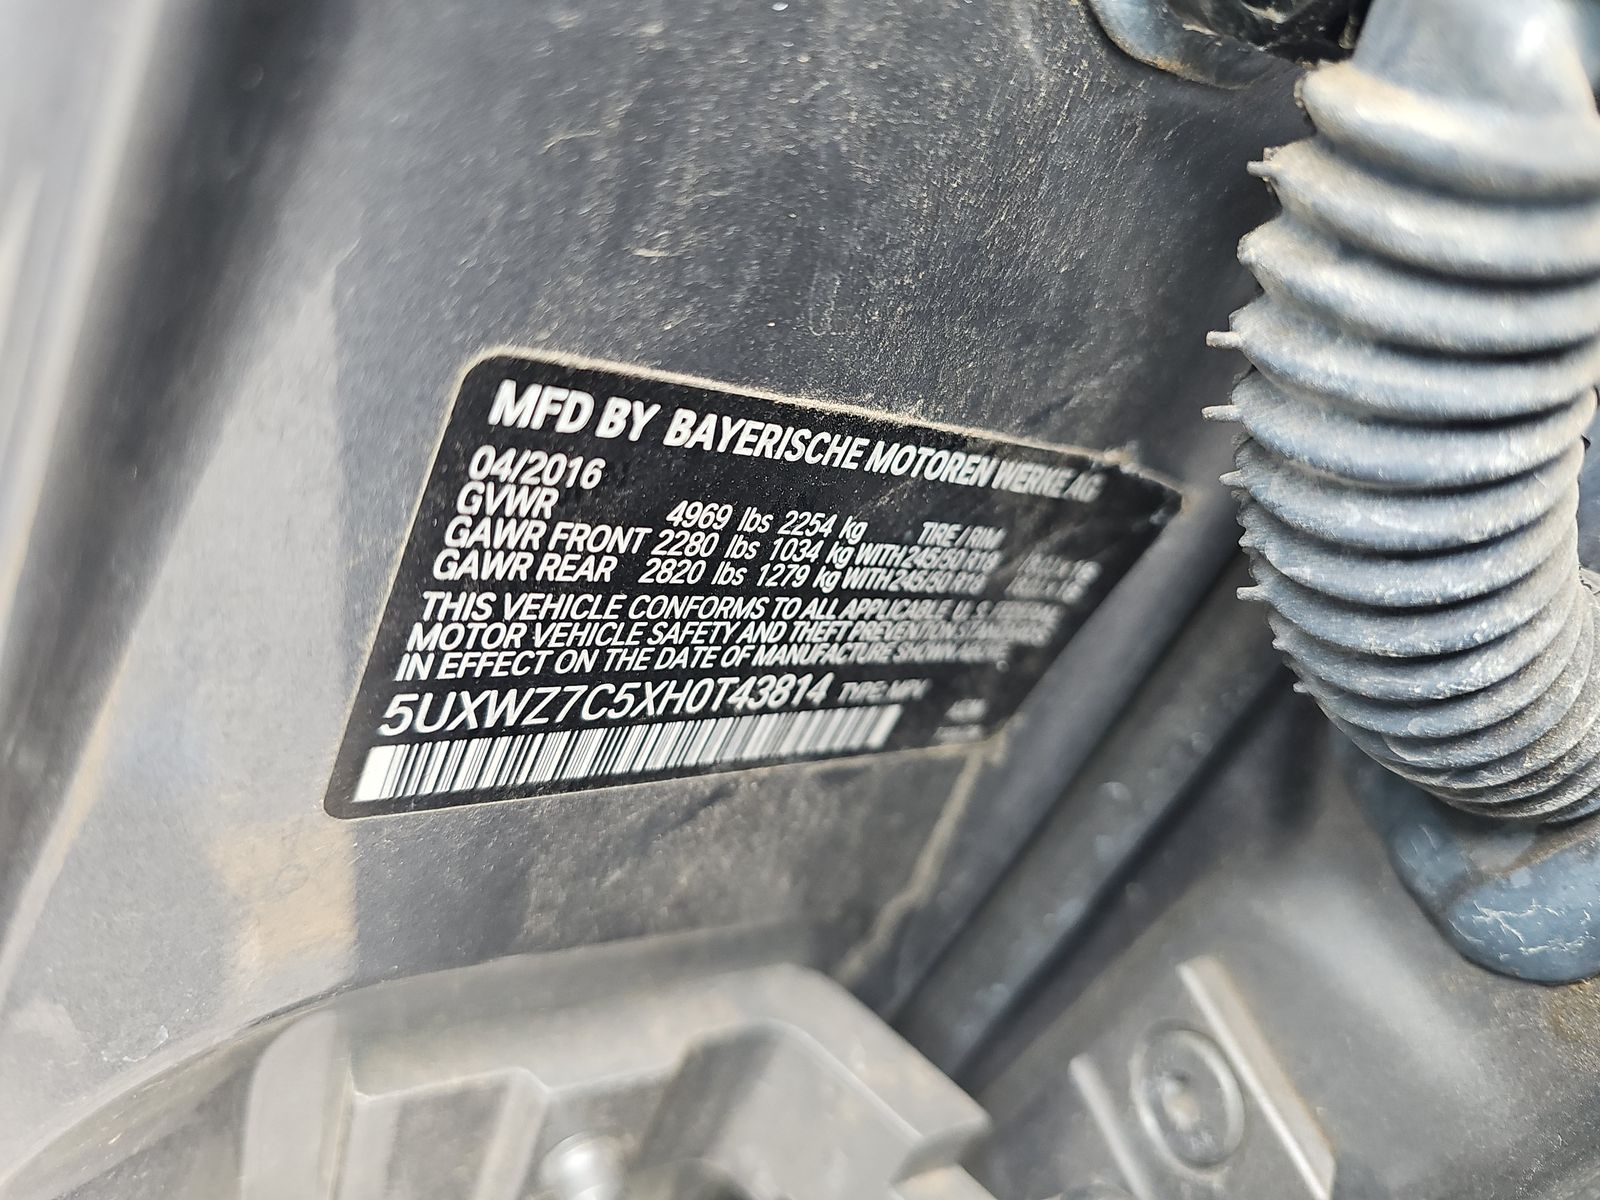 MFD BY BAYERISCHE MOTOREN WERKE AG
04/2016
GVWR 4969 lbs 2254 kg TIRE / RIM
GAWR FRONT 2280 lbs 1034 kg WITH 245/50 R18
GAWR REAR 2820 lbs 1279 kg WITH 245/50 R18
THIS VEHICLE CONFORMS TO ALL APPLICABLE U. S. FEDERAL
MOTOR VEHICLE SAFETY AND THEFT PREVENTION STANDARDS
IN EFFECT ON THE DATE OF MANUFACTURE SHOWN ABOVE.
5UXWZ7C5XH0T43814 TYPE: MPV